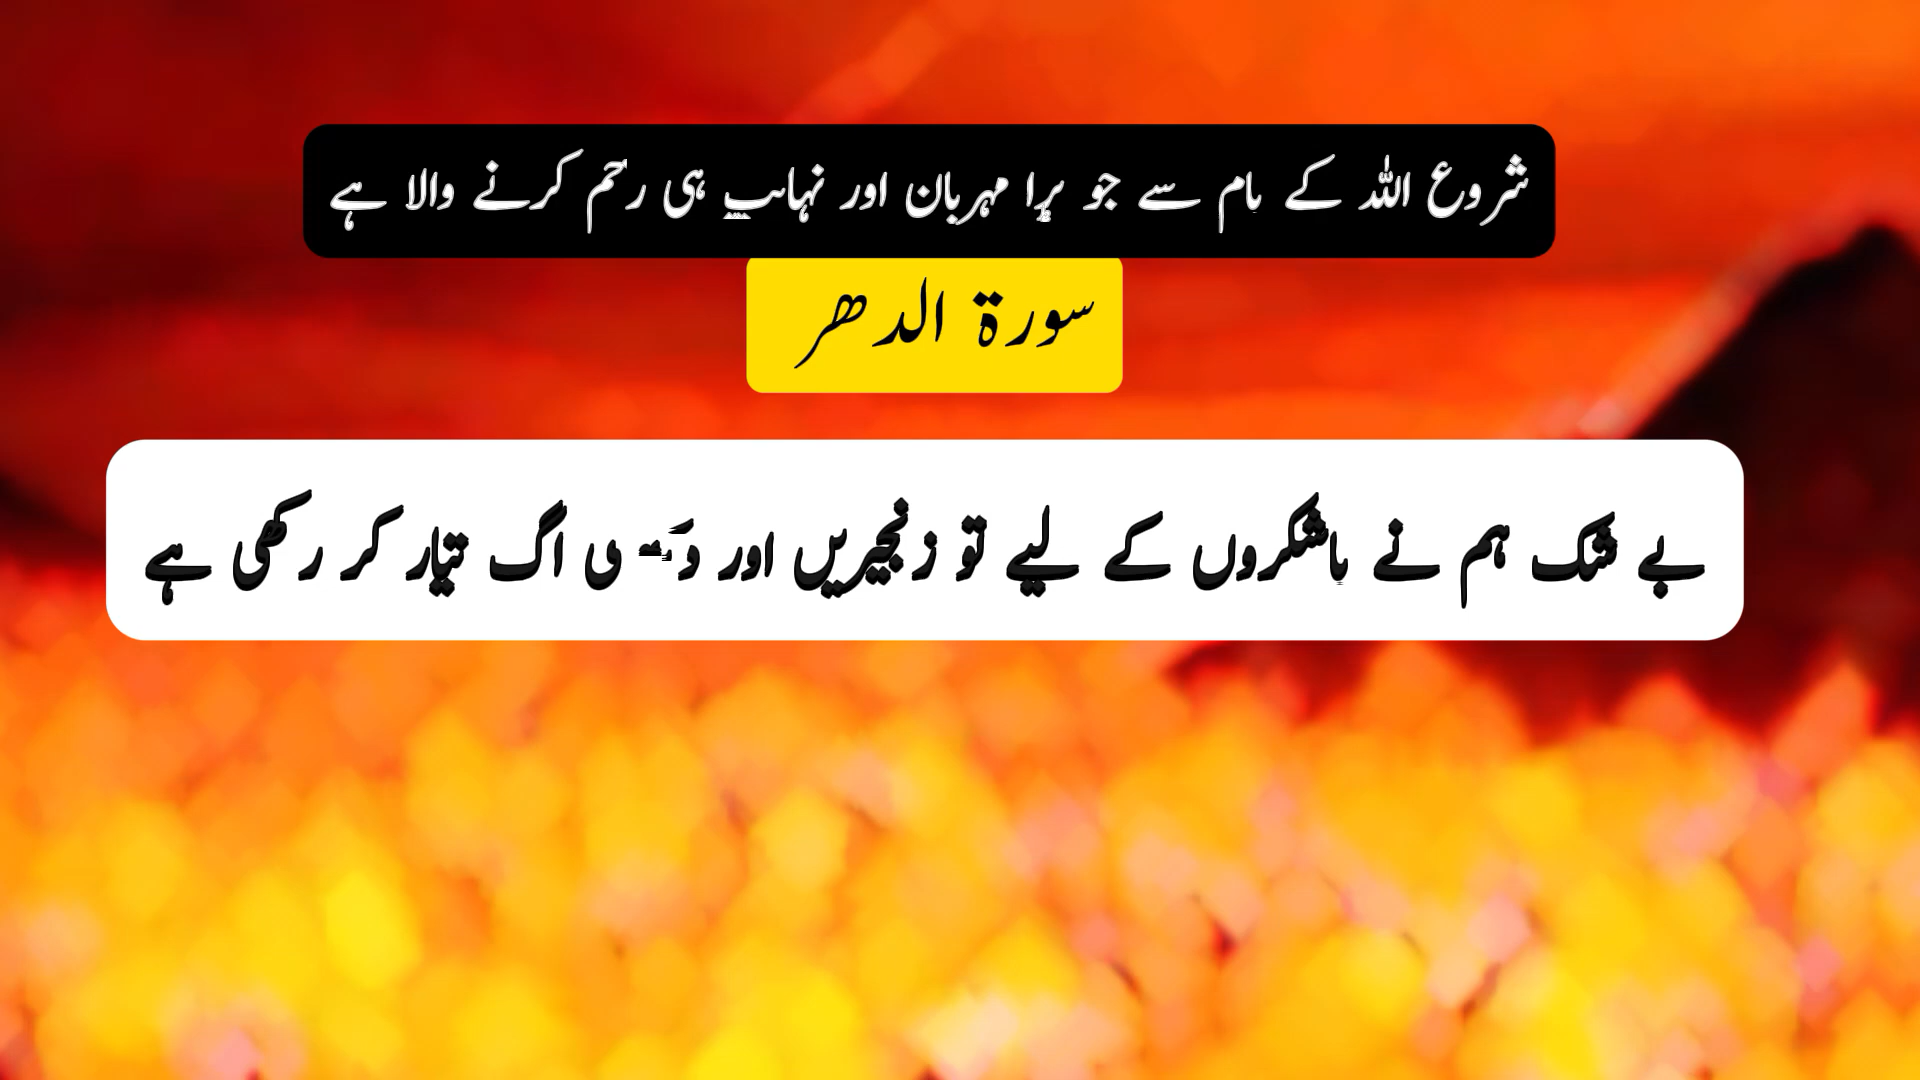 شروع اللہ کے نام سے جو بڑا مہربان اور نہایت ہی رحم کرنے والا ہے
سورۃ الدھر
بے شک ہم نے ناشکروں کے لیے تو زنجیریں اور دہکتی اگ تیار کر رکھی ہے